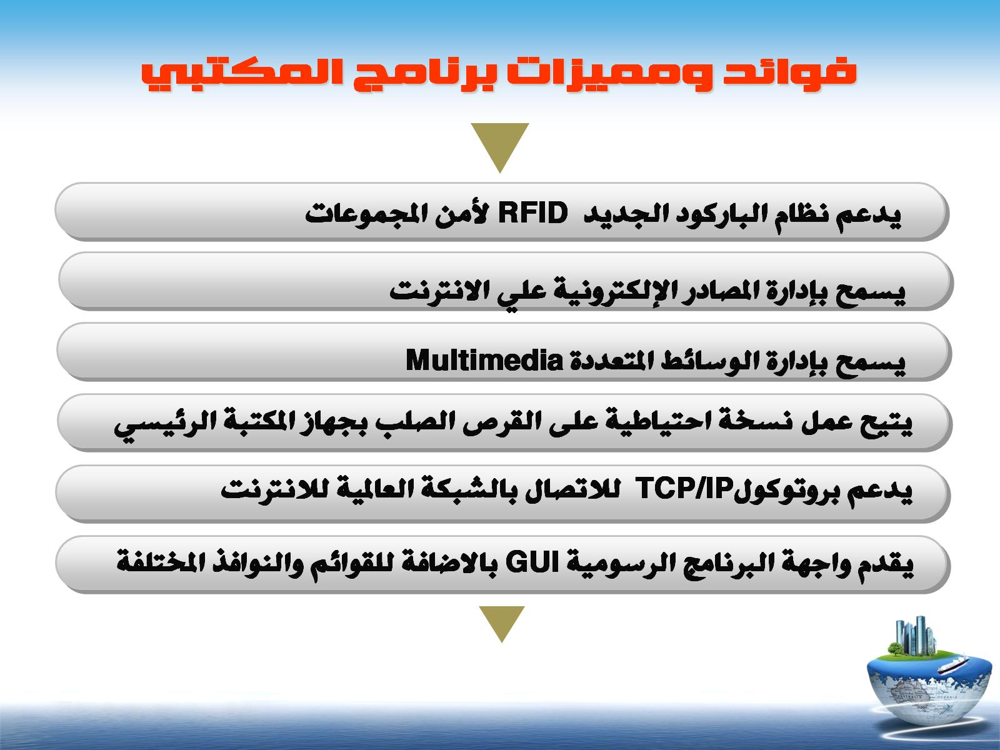 فوائد ومميزات برنامج المكتبي
يدعم نظام الباركود الجديد RFID لأمن المجموعات
يسمح بإدارة المصادر الإلكترونية علي الانترنت
يسمح بإدارة الوسائط المتعددة Multimedia
يتيح عمل نسخة احتياطية على القرص الصلب بجهاز المكتبة الرئيسي
يدعم بروتوكولTCP/IP للاتصال بالشبكة العالمية للانترنت
يقدم واجهة البرنامج الرسومية GUI بالاضافة للقوائم والنوافذ المختلفة
AUSTRALIA
OCEANIA